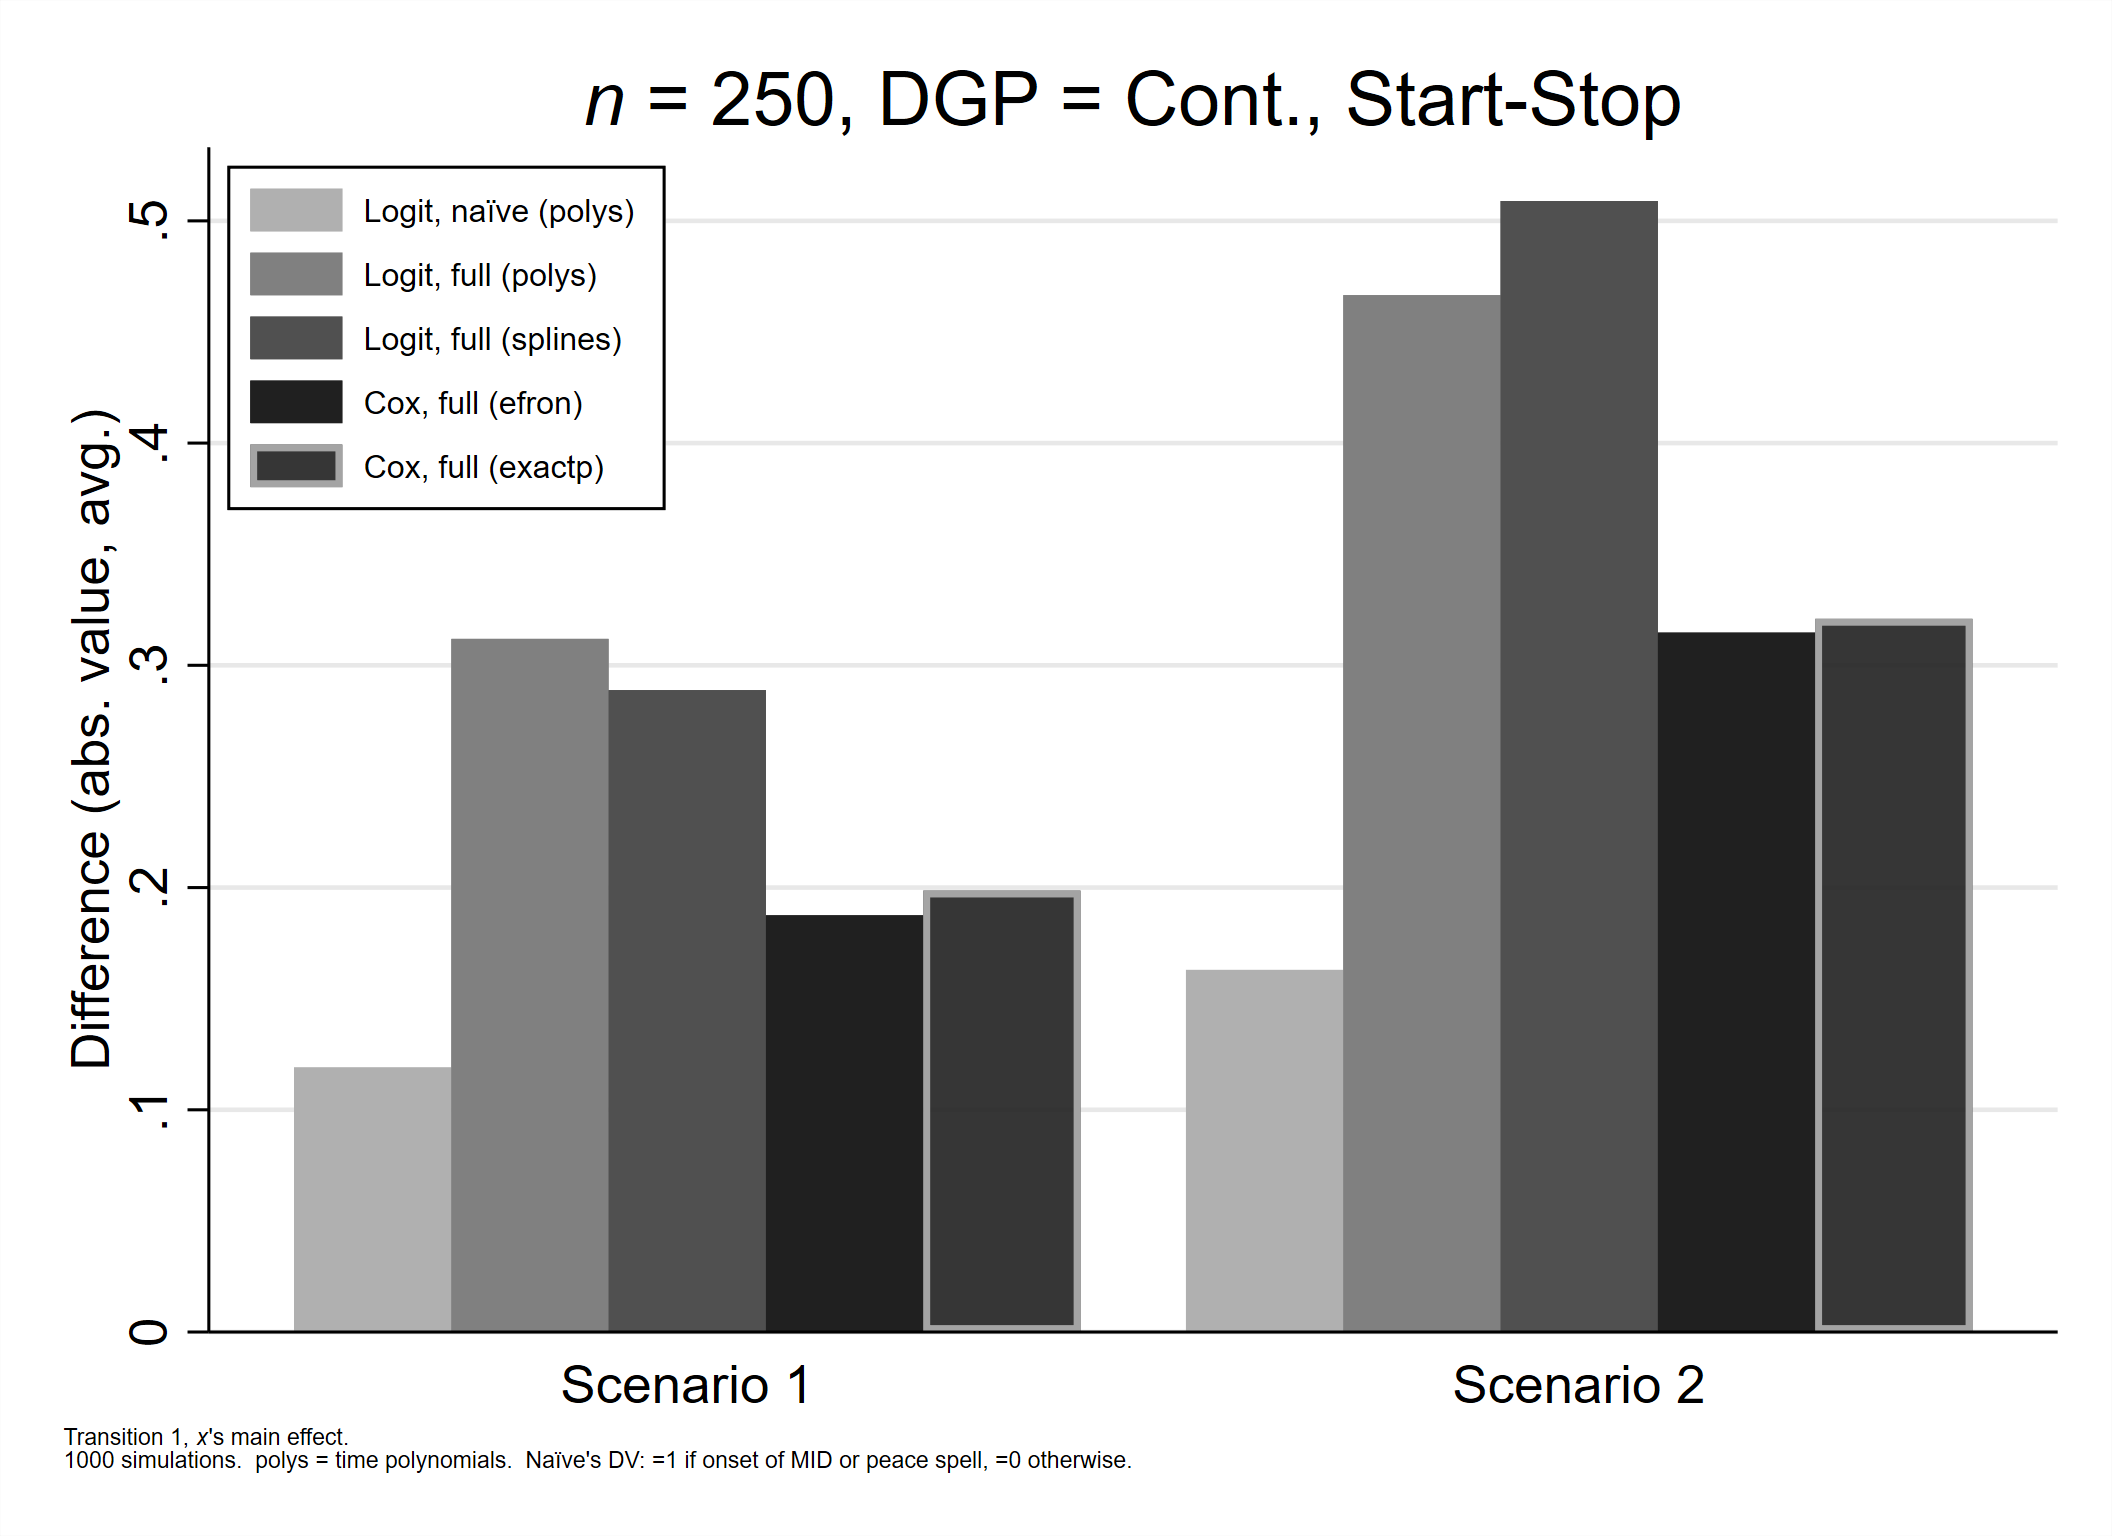 n = 250, DGP = Cont., Start-Stop
Logit, naïve (polys)
Logit, full (polys)
Logit, full (splines)
Cox, full (efron)
Cox, full (exactp)
Difference (abs. value, avg.)
.5
.4
.3
.2
.1
0
Scenario 1
Scenario 2
Transition 1, x's main effect.
1000 simulations.  polys = time polynomials.  Naïve's DV: =1 if onset of MID or peace spell, =0 otherwise.